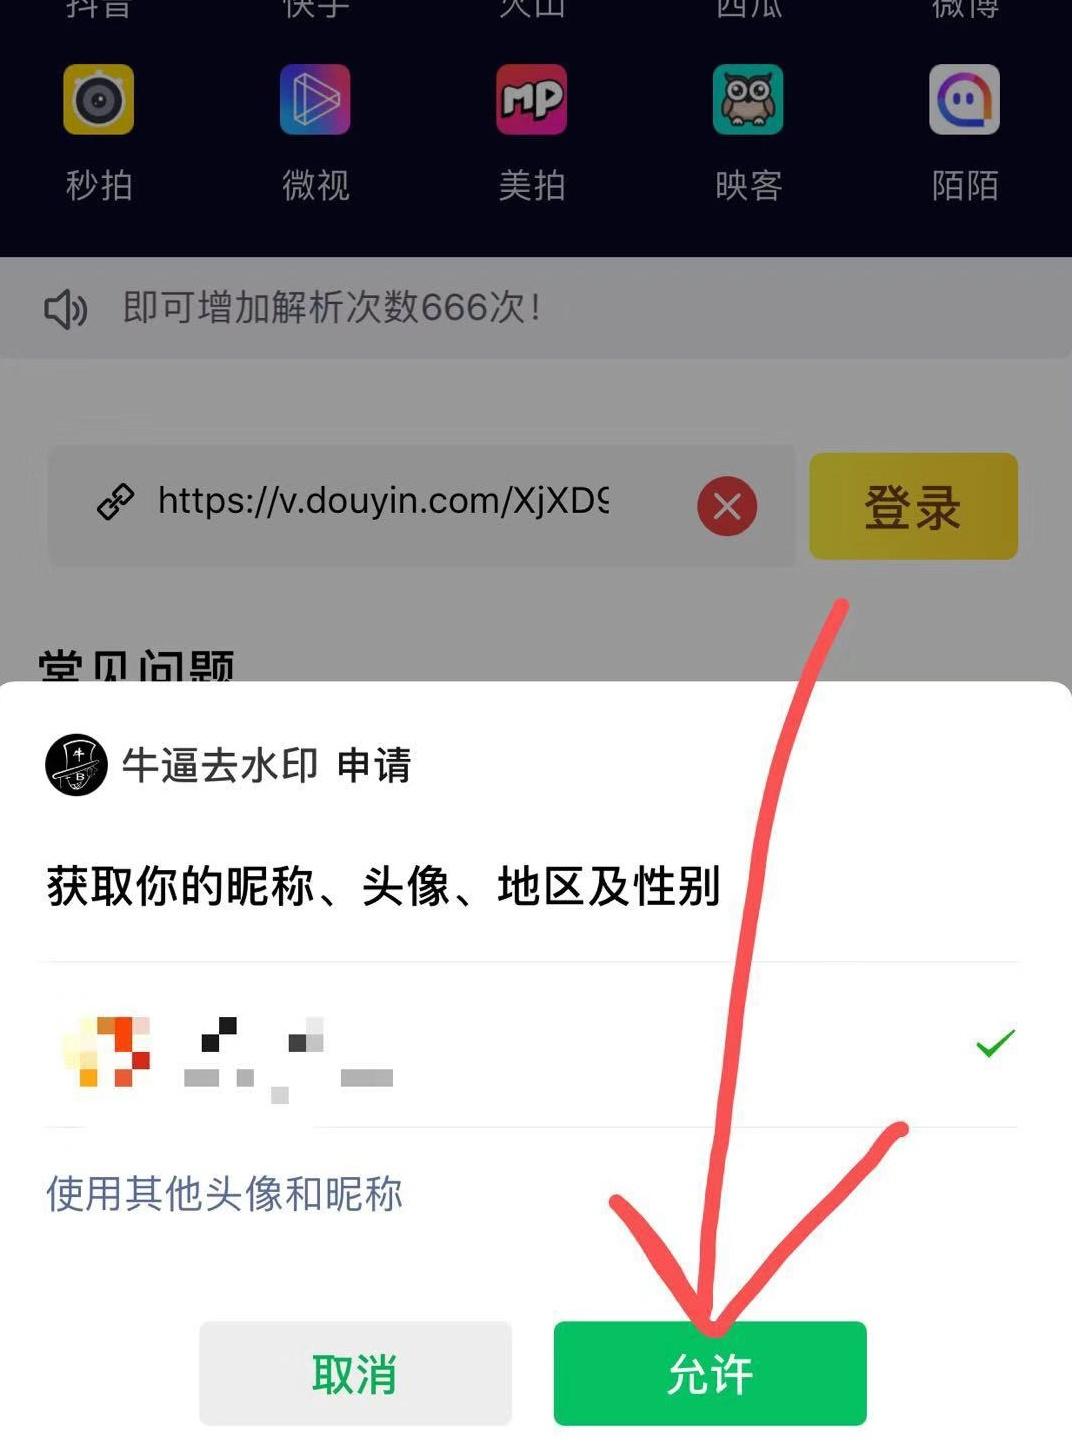 抖音 快手 火山 西瓜 微博
秒拍 微视 美拍 映客 陌陌
即可增加解析次数666次！
https://v.douyin.com/XjXD9
登录
常见问题
牛逼去水印 申请
获取你的昵称、头像、地区及性别
使用其他头像和昵称
取消 允许